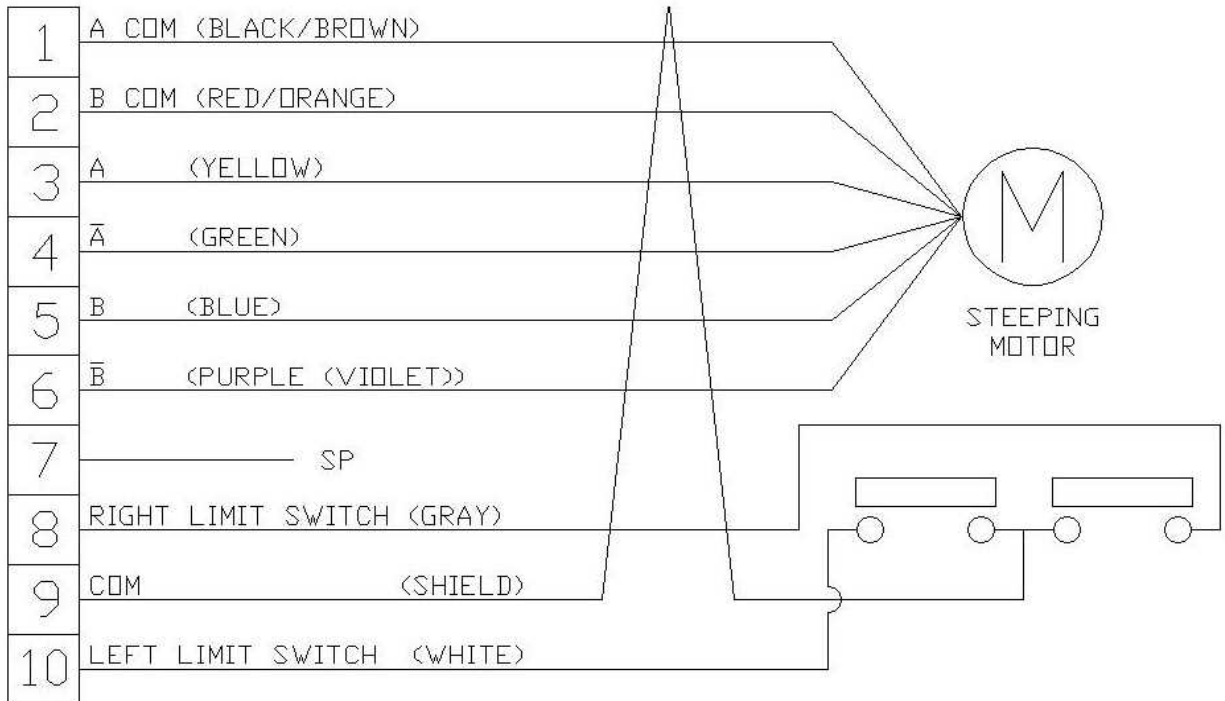 1 A COM (BLACK/BROWN)
2 B COM (RED/ORANGE)
3 A (YELLOW)
4 A̅ (GREEN)
5 B (BLUE)
6 B̅ (PURPLE (VIOLET))
7 SP
8 RIGHT LIMIT SWITCH (GRAY)
9 COM (SHIELD)
10 LEFT LIMIT SWITCH (WHITE)
M
STEEPING
MOTOR